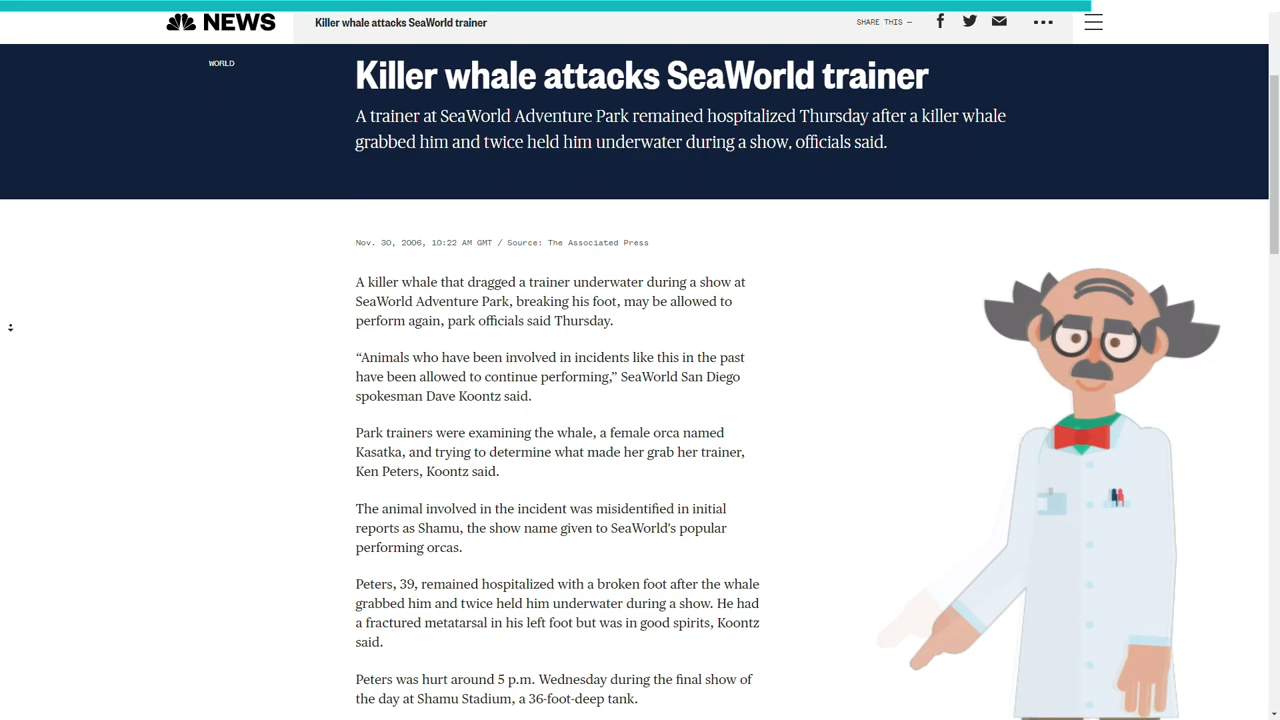 NEWS
Killer whale attacks SeaWorld trainer
SHARE THIS —
WORLD
Killer whale attacks SeaWorld trainer
A trainer at SeaWorld Adventure Park remained hospitalized Thursday after a killer whale
grabbed him and twice held him underwater during a show, officials said.
Nov. 30, 2006, 10:22 AM GMT / Source: The Associated Press
A killer whale that dragged a trainer underwater during a show at
SeaWorld Adventure Park, breaking his foot, may be allowed to
perform again, park officials said Thursday.
“Animals who have been involved in incidents like this in the past
have been allowed to continue performing,” SeaWorld San Diego
spokesman Dave Koontz said.
Park trainers were examining the whale, a female orca named
Kasatka, and trying to determine what made her grab her trainer,
Ken Peters, Koontz said.
The animal involved in the incident was misidentified in initial
reports as Shamu, the show name given to SeaWorld's popular
performing orcas.
Peters, 39, remained hospitalized with a broken foot after the whale
grabbed him and twice held him underwater during a show. He had
a fractured metatarsal in his left foot but was in good spirits, Koontz
said.
Peters was hurt around 5 p.m. Wednesday during the final show of
the day at Shamu Stadium, a 36-foot-deep tank.